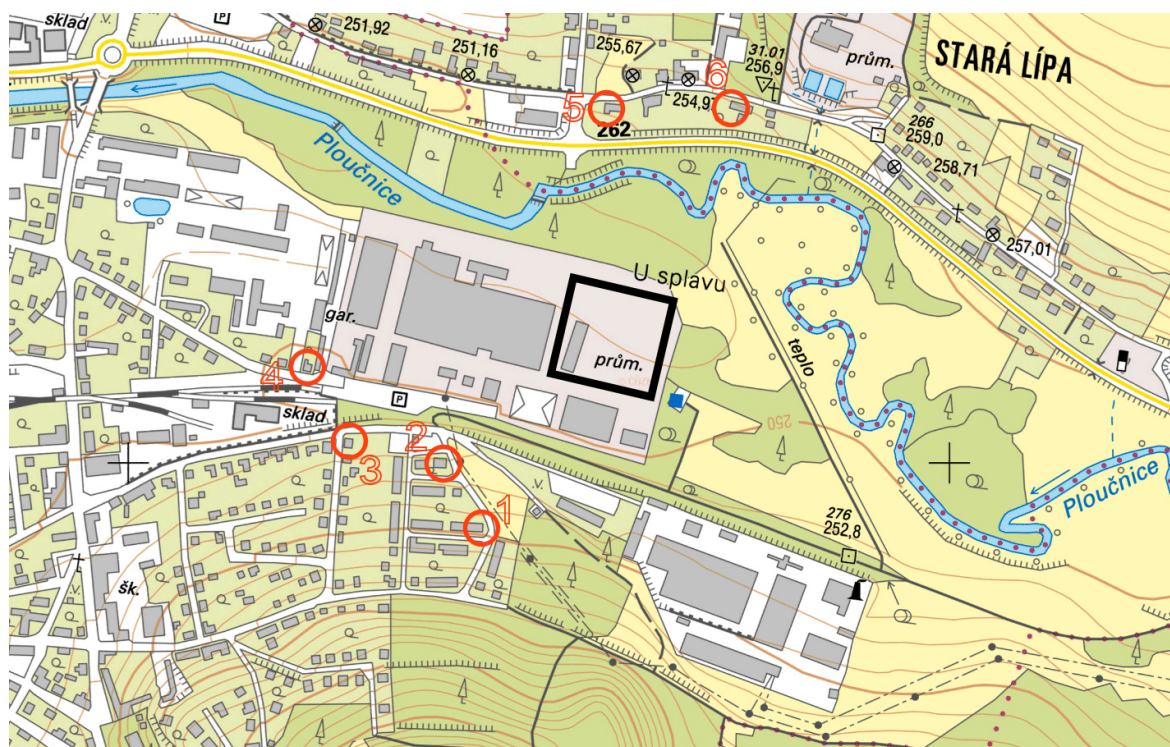 sklad
P
251,92
251,16
255,67
6
31.01
256,9
prům.
STARÁ LÍPA
5
254,97
262
266
259,0
258,71
257,01
Ploučnice
U splavu
gar.
prům.
teplo
4
P
sklad
250
2
3
1
276
252,8
Ploučnice
šk.